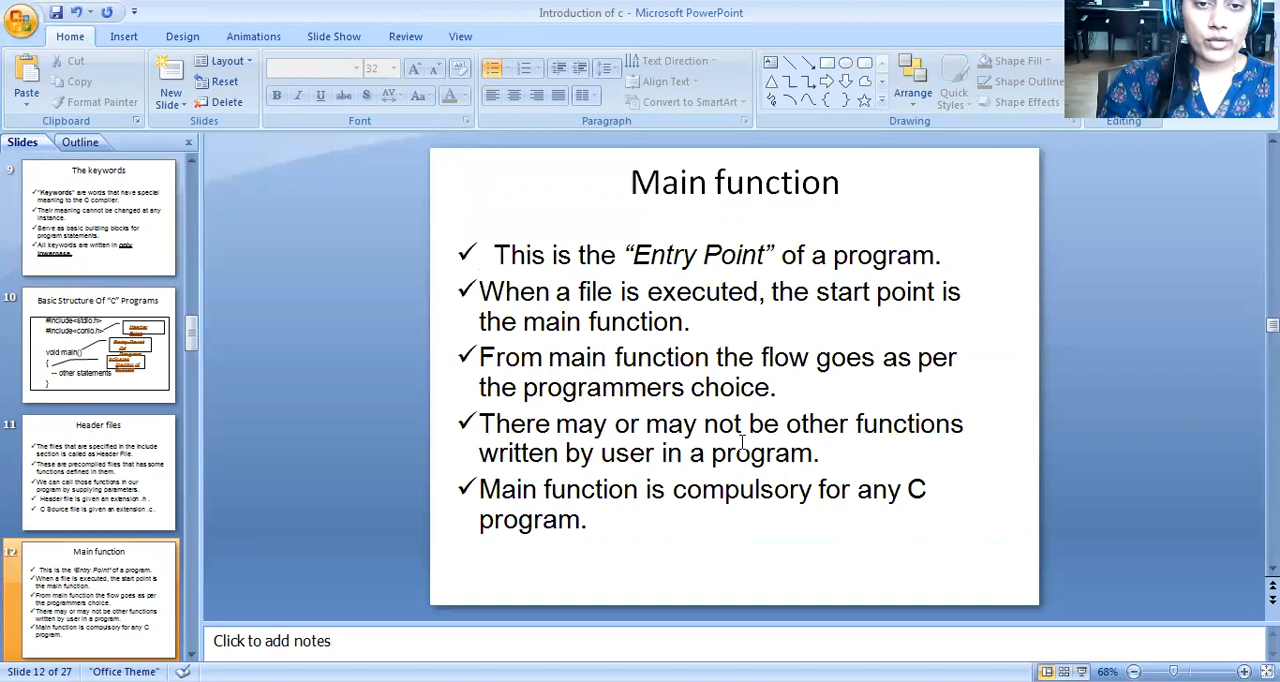 Introduction of c - Microsoft PowerPoint
Home Insert Design Animations Slide Show Review View
Paste
Cut
Copy
Format Painter
Clipboard
New Slide
Layout
Reset
Delete
Slides
32
B I U abc S AV Aa A
Font
Text Direction
Align Text
Convert to SmartArt
Paragraph
Arrange
Quick Styles
Shape Fill
Shape Outline
Shape Effects
Drawing
Editing
Slides Outline
9
The keywords
"Keywords" are words that have special
meaning to the C compiler.
Their meaning cannot be changed at any
instance.
Serve as basic building blocks for
program statements.
All keywords are written in only
lowercase.
10
Basic Structure Of "C" Programs
#include<stdio.h>
#include<conio.h>
void main()
{
-- other statements
}
11
Header files
The files that are specified in the include
section is called as Header File.
These are precompiled files that has some
functions defined in them.
We can call those functions in our
program by supplying parameters.
Header file is given an extension .h .
C Source file is given an extension .c .
12
Main function
This is the "Entry Point" of a program.
When a file is executed, the start point is
the main function.
From main function the flow goes as per
the programmers choice.
There may or may not be other functions
written by user in a program.
Main function is compulsory for any C
program.
Main function
✓ This is the “Entry Point” of a program.
✓ When a file is executed, the start point is
the main function.
✓ From main function the flow goes as per
the programmers choice.
✓ There may or may not be other functions
written by user in a program.
✓ Main function is compulsory for any C
program.
Click to add notes
Slide 12 of 27 "Office Theme" 68%